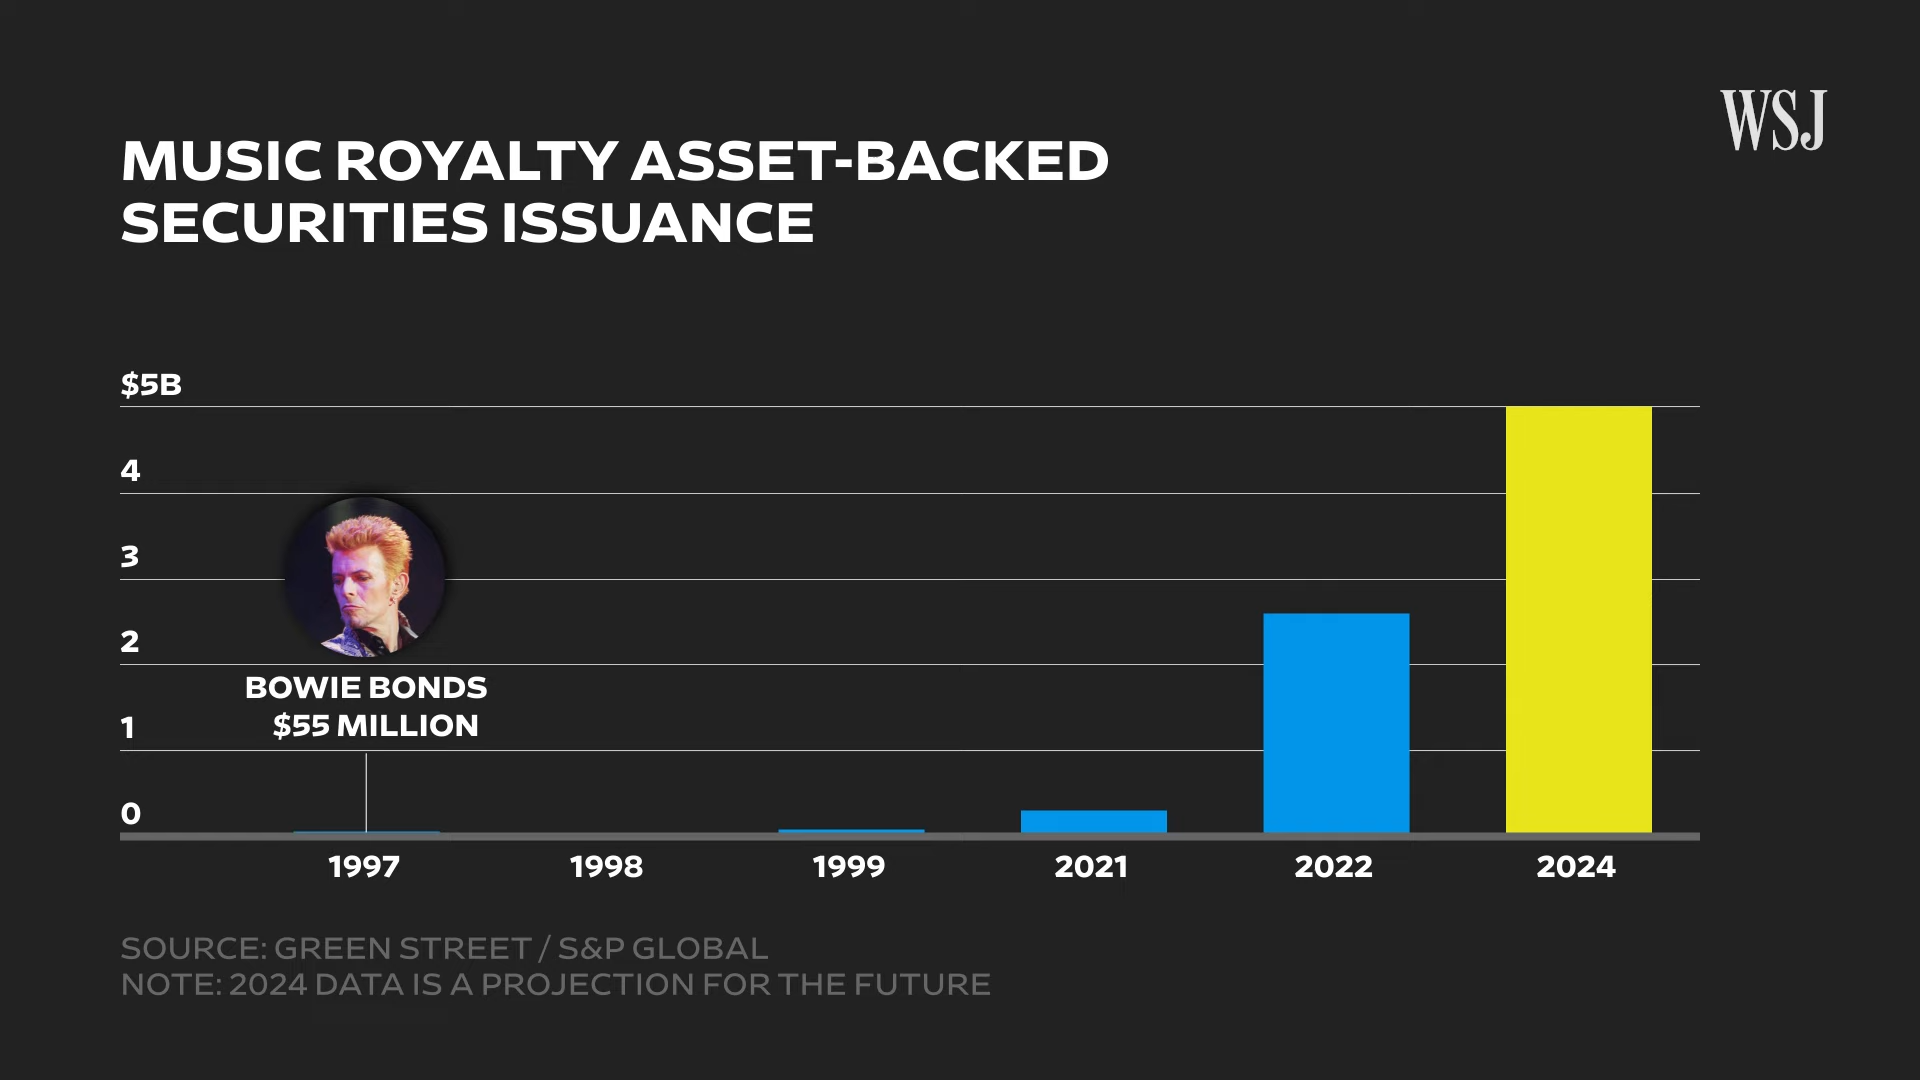 WSJ
MUSIC ROYALTY ASSET-BACKED
SECURITIES ISSUANCE
$5B
4
3
2
BOWIE BONDS
$55 MILLION
1
0
1997 1998 1999 2021 2022 2024
SOURCE: GREEN STREET / S&P GLOBAL
NOTE: 2024 DATA IS A PROJECTION FOR THE FUTURE